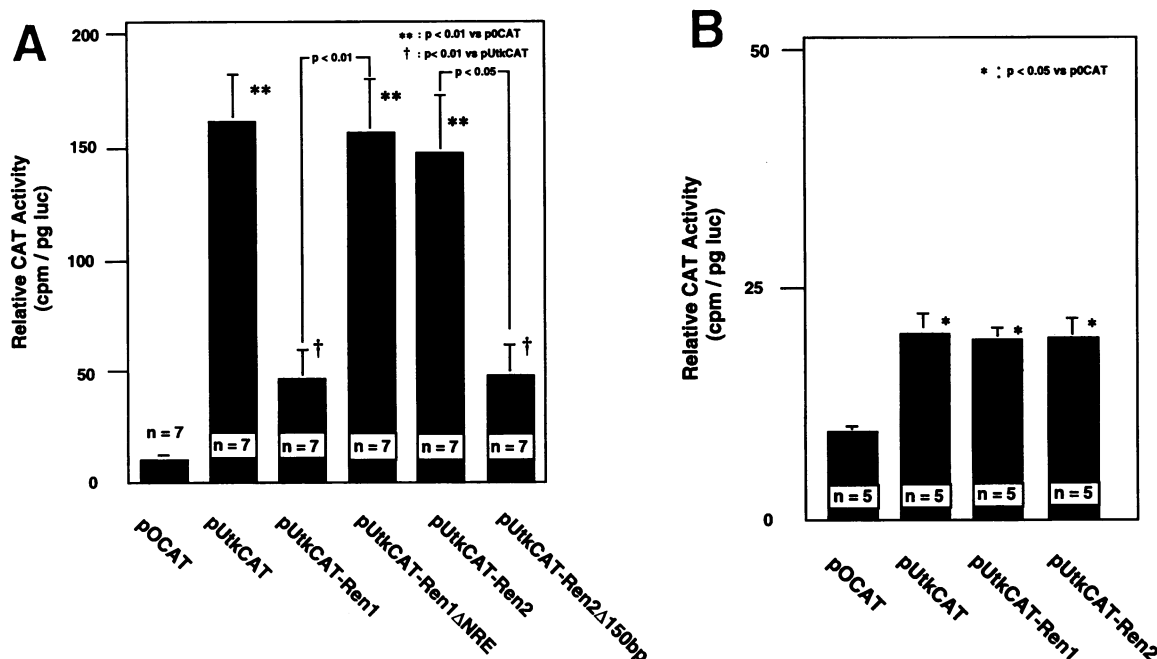 A
Relative CAT Activity
(cpm / pg luc)
200
150
100
50
0
** : p < 0.01 vs p0CAT
† : p< 0.01 vs pUtkCAT
p < 0.01
p < 0.05
**
**
**
†
†
n = 7
n = 7
n = 7
n = 7
n = 7
n = 7
pOCAT
pUtkCAT
pUtkCAT-Ren1
pUtkCAT-Ren1ΔNRE
pUtkCAT-Ren2
pUtkCAT-Ren2Δ150bp
B
Relative CAT Activity
(cpm / pg luc)
50
25
0
* : p < 0.05 vs p0CAT
*
*
*
n = 5
n = 5
n = 5
n = 5
pOCAT
pUtkCAT
pUtkCAT-Ren1
pUtkCAT-Ren2